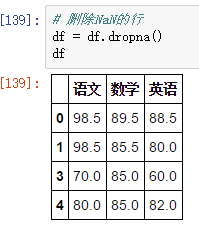 [139]: # 删除NaN的行
df = df.dropna()
df
[139]:
语文 数学 英语
0 98.5 89.5 88.5
1 98.5 85.5 80.0
3 70.0 85.0 60.0
4 80.0 85.0 82.0